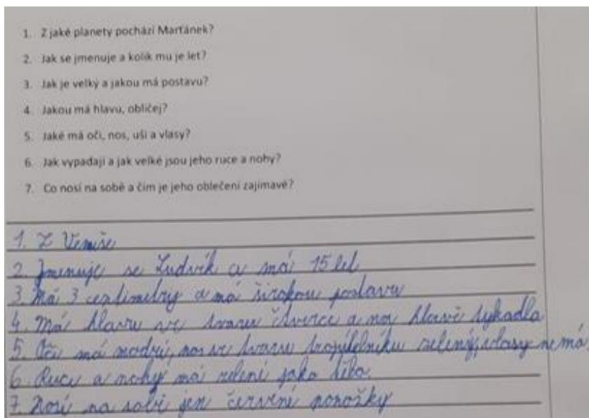 1. Z jaké planety pochází Marťánek?
2. Jak se jmenuje a kolik mu je let?
3. Jak je velký a jakou má postavu?
4. Jakou má hlavu, obličej?
5. Jaké má oči, nos, uši a vlasy?
6. Jak vypadají a jak velké jsou jeho ruce a nohy?
7. Co nosí na sobě a čím je jeho oblečení zajímavé?
1. Z Venuše
2. Jmenuje se Ludvík a má 15 let
3. Má 3 centimetry a má širokou postavu
4. Má hlavu ve tvaru čtverce a na hlavě tykadla
5. Oči má modrý, nos ve tvaru trojúhelníku zelený, vlasy nemá
6. Ruce a nohy má zelené jako tělo
7. Nosí na sobě jen červené ponožky